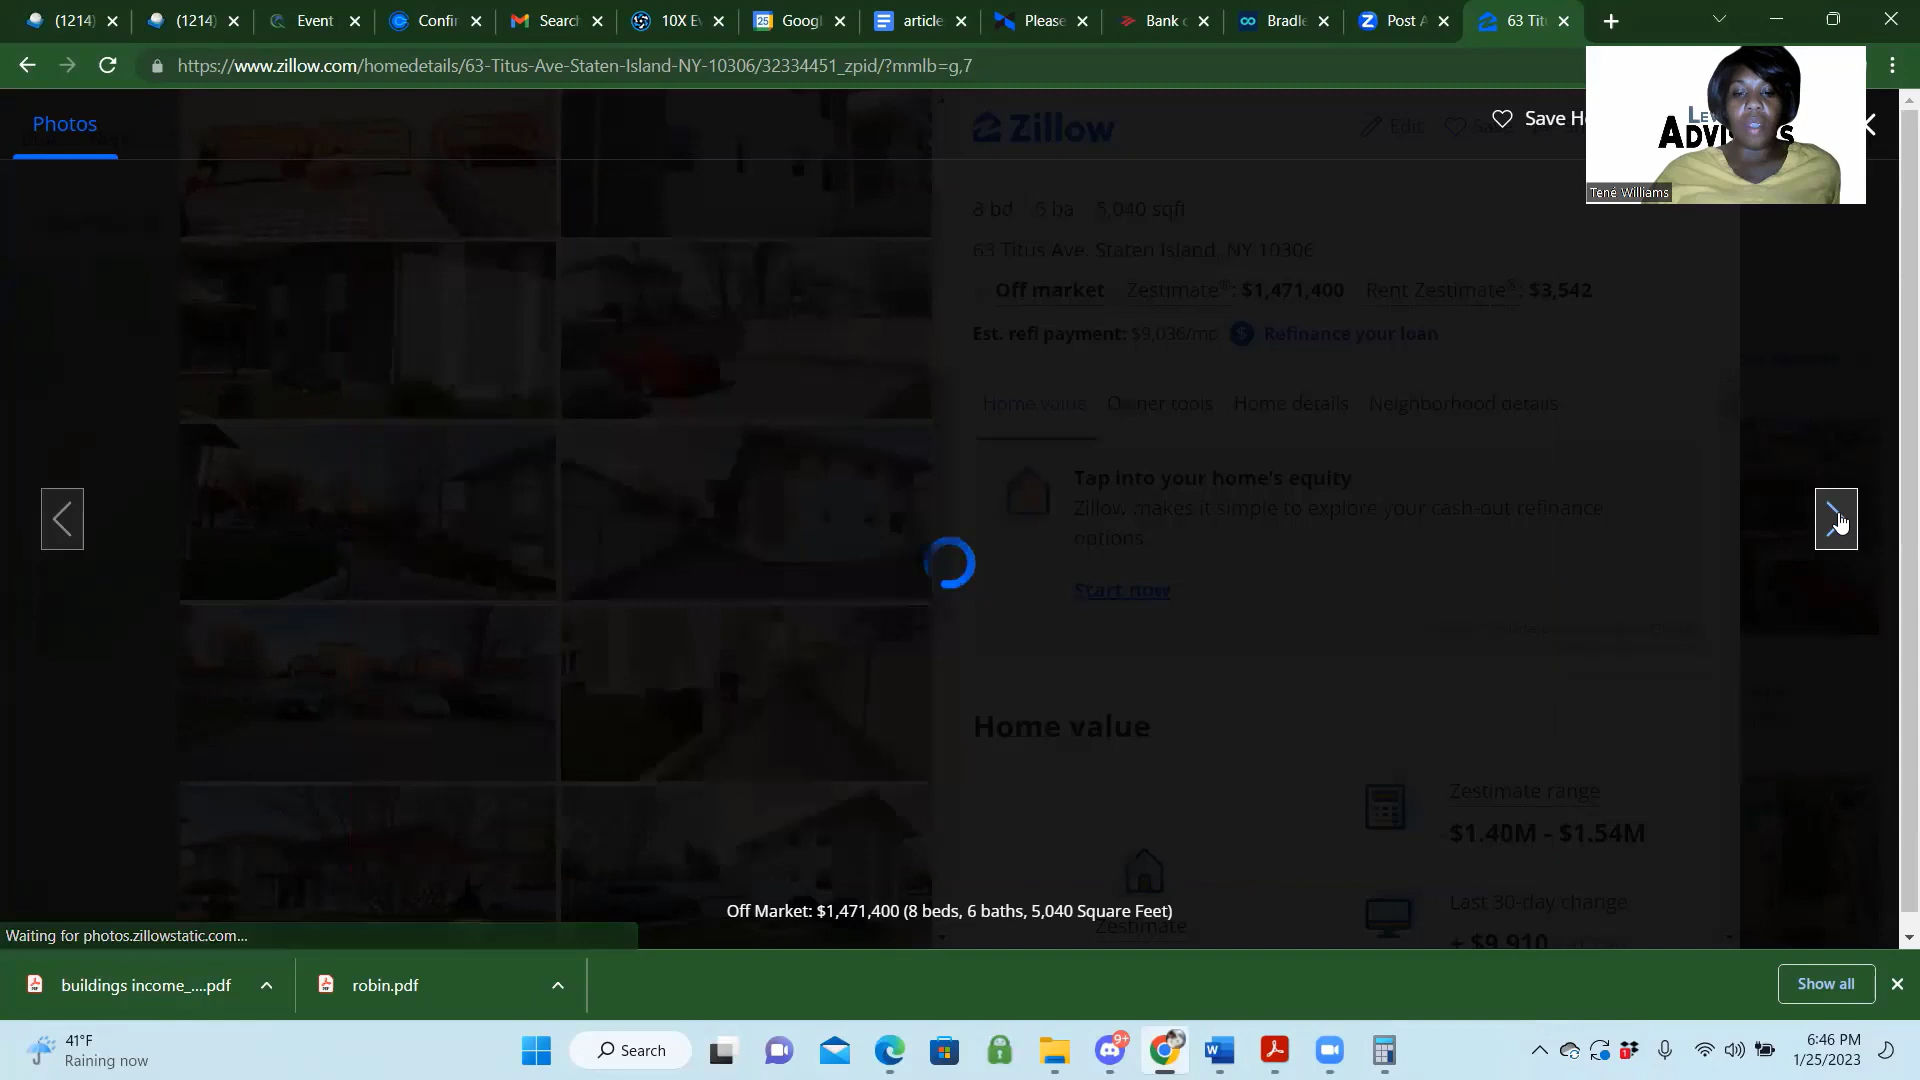 (1214)
(1214)
Event
Confir
Search
10X Ev
Googl
article
Please
Bank o
Bradle
Post A
63 Tit
https://www.zillow.com/homedetails/63-Titus-Ave-Staten-Island-NY-10306/32334451_zpid/?mmlb=g,7
Photos
Zillow
Edit
Save
Save Ho
ADVISORS
Tené Williams
8 bd 6 ba 5,040 sqft
63 Titus Ave, Staten Island, NY 10306
Off market Zestimate®: $1,471,400 Rent Zestimate®: $3,542
Est. refi payment: $9,036/mo $ Refinance your loan
Home value Owner tools Home details Neighborhood details
Tap into your home's equity
Zillow makes it simple to explore your cash-out refinance
options.
Start now
Home value
Zestimate range
$1.40M - $1.54M
Last 30-day change
+ $9,910
Off Market: $1,471,400 (8 beds, 6 baths, 5,040 Square Feet)
Zestimate
Waiting for photos.zillowstatic.com...
buildings income_....pdf
robin.pdf
Show all
41°F
Raining now
Search
9+
6:46 PM
1/25/2023